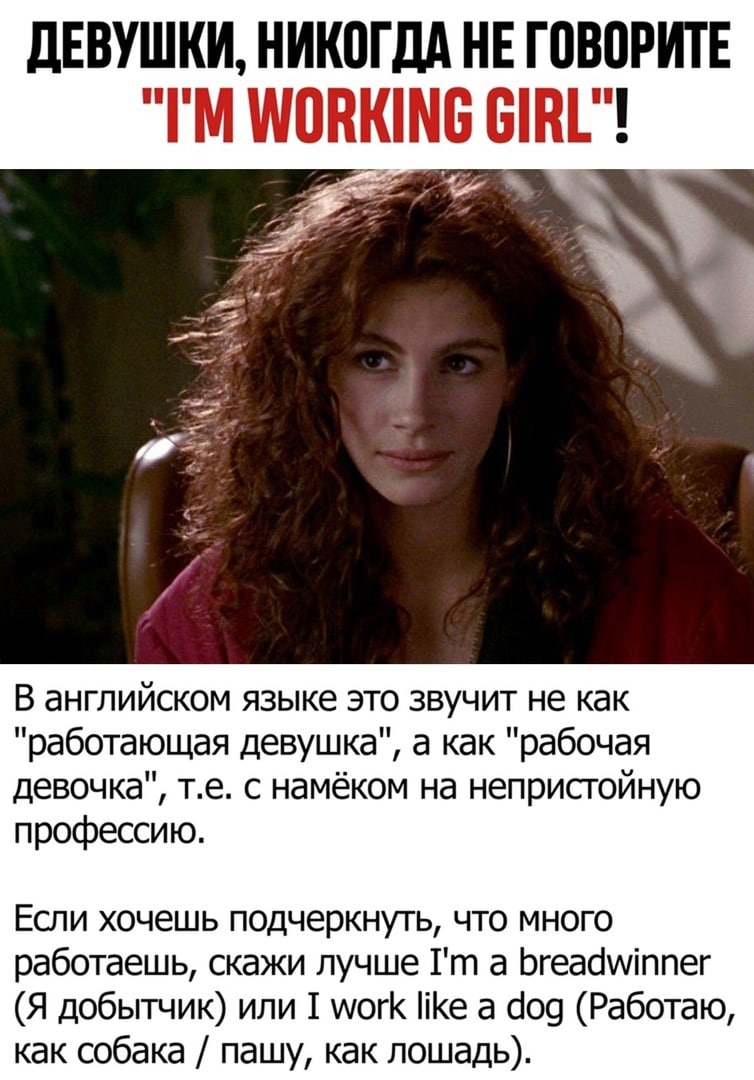 ДЕВУШКИ, НИКОГДА НЕ ГОВОРИТЕ
"I'M WORKING GIRL"!
В английском языке это звучит не как
"работающая девушка", а как "рабочая
девочка", т.е. с намёком на непристойную
профессию.
Если хочешь подчеркнуть, что много
работаешь, скажи лучше I'm a breadwinner
(Я добытчик) или I work like a dog (Работаю,
как собака / пашу, как лошадь).